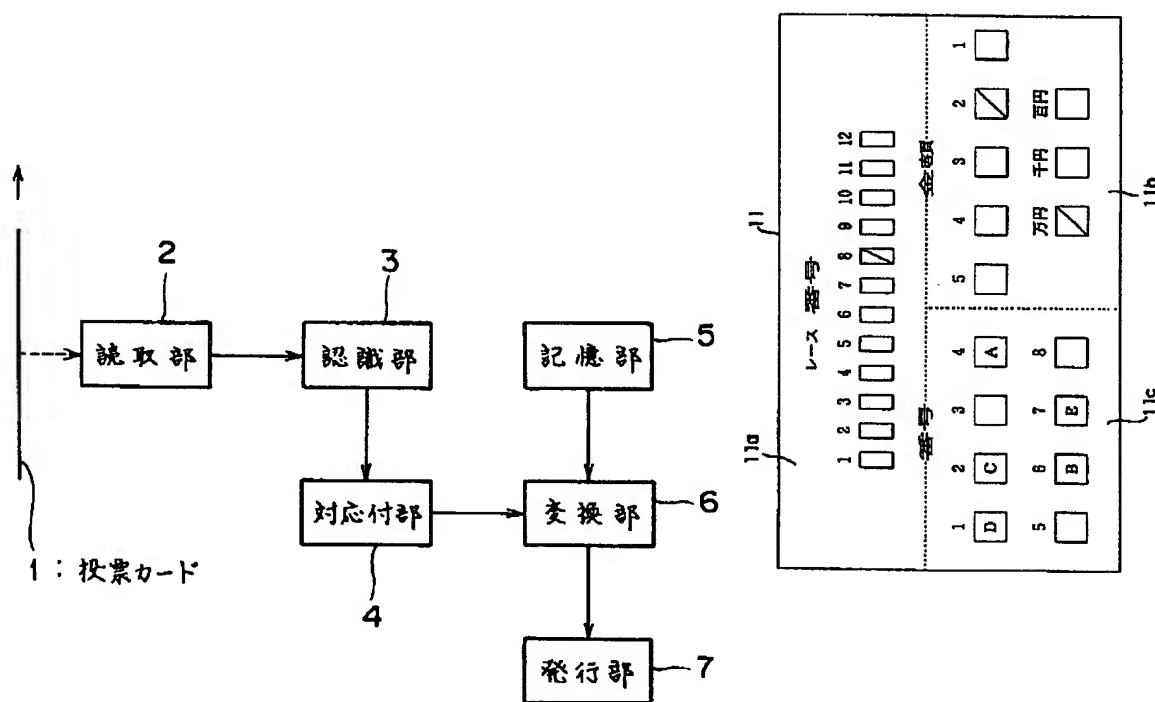 2
3
読取部
認識部
記憶部
5
対応付部
変換部
6
1：投票カード
4
発行部
7
11
11a
レース 番号
1 2 3 4 5 6 7 8 9 10 11 12
番号
1 2 3 4
D C A
5 6 7 8
B E
11c
金額
5 4 3 2 1
万円 千円 百円
11b